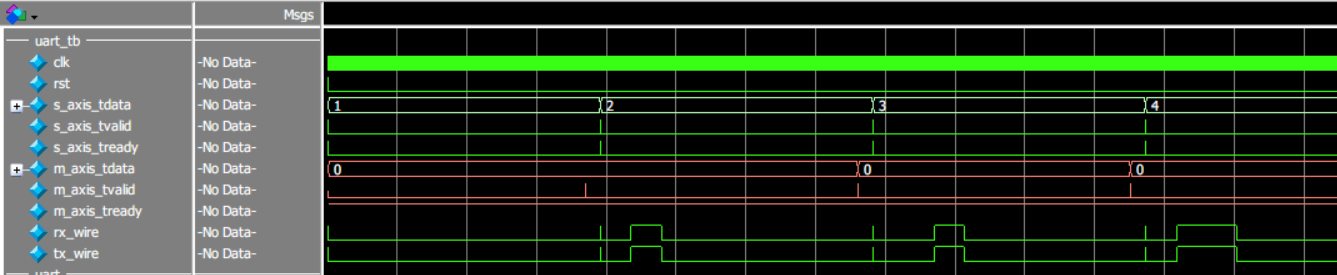 Msgs
uart_tb
clk -No Data-
rst -No Data-
s_axis_tdata -No Data- 1 2 3 4
s_axis_tvalid -No Data-
s_axis_tready -No Data-
m_axis_tdata -No Data- 0 0 0
m_axis_tvalid -No Data-
m_axis_tready -No Data-
rx_wire -No Data-
tx_wire -No Data-
uart